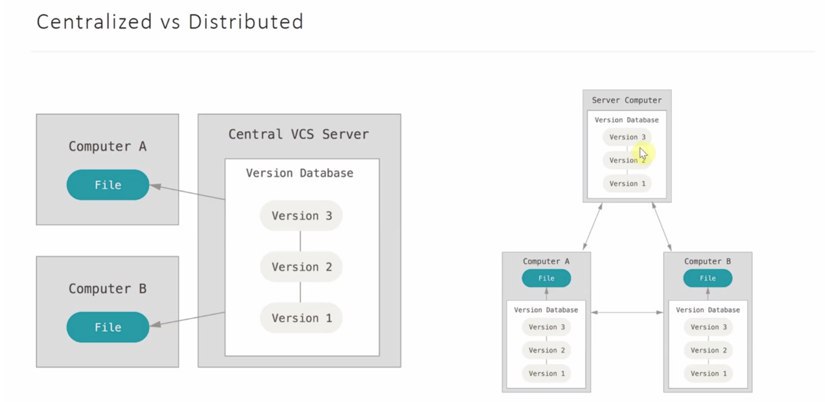 Centralized vs Distributed
Computer A
File
Computer B
File
Central VCS Server
Version Database
Version 3
Version 2
Version 1
Server Computer
Version Database
Version 3
Version 2
Version 1
Computer A
File
Version Database
Version 3
Version 2
Version 1
Computer B
File
Version Database
Version 3
Version 2
Version 1